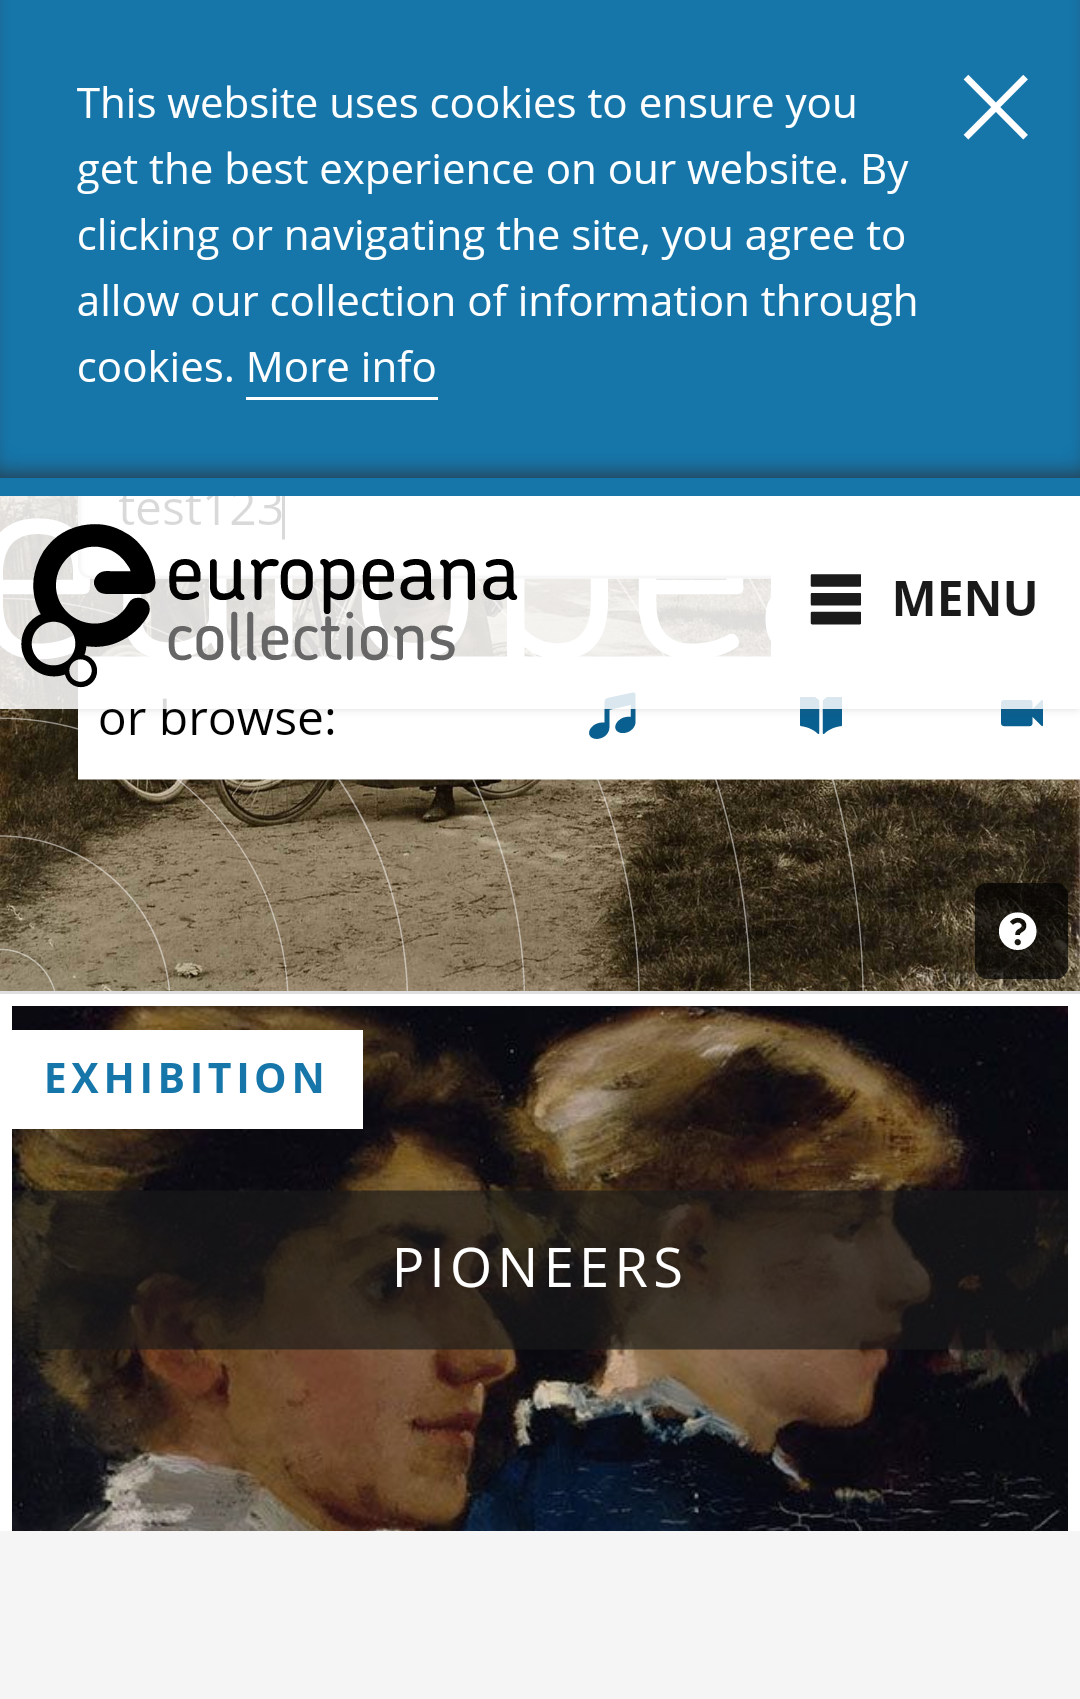 This website uses cookies to ensure you
get the best experience on our website. By
clicking or navigating the site, you agree to
allow our collection of information through
cookies. More info
test123
europeana
collections
MENU
or browse:
EXHIBITION
PIONEERS